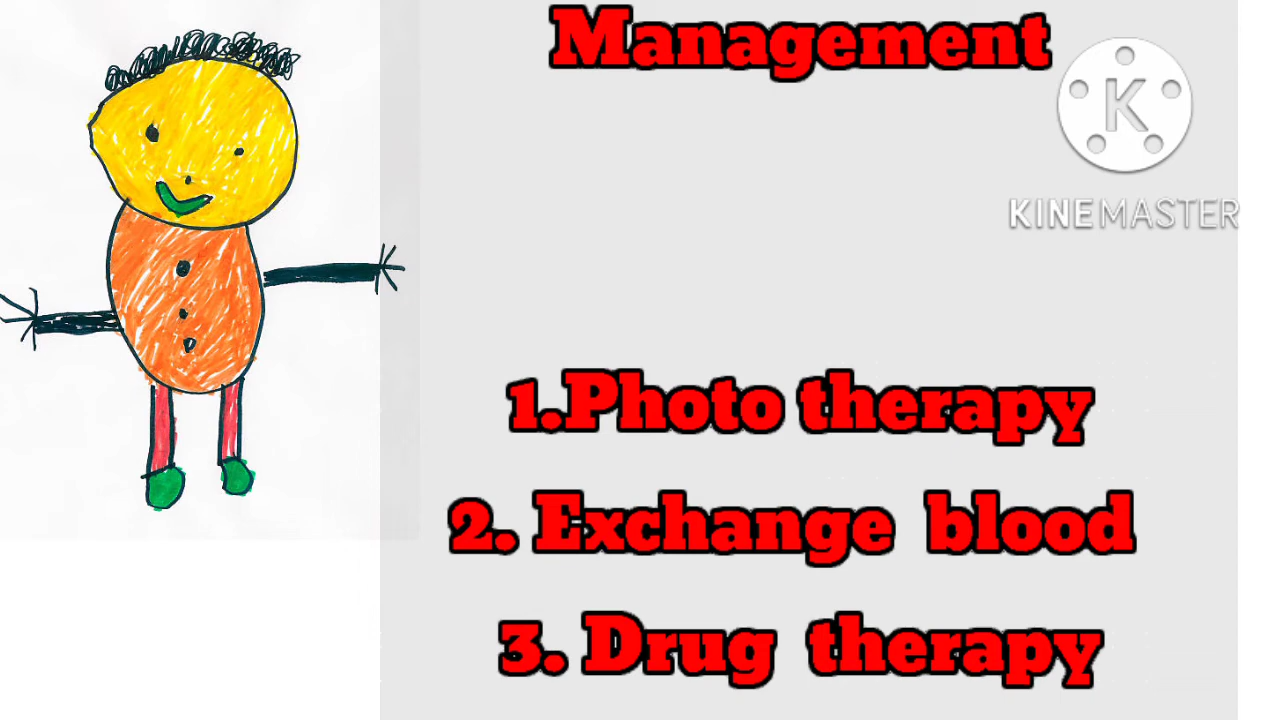 Management
K
KINEMASTER
1.Photo therapy
2. Exchange blood
3. Drug therapy